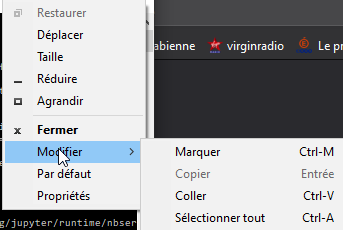 Restaurer
Déplacer
Taille
Réduire
Agrandir
x Fermer
Modifier >
Par défaut
Propriétés
abienne virginradio Le p
Marquer Ctrl-M
Copier Entrée
Coller Ctrl-V
Sélectionner tout Ctrl-A
g/jupyter/runtime/nbser